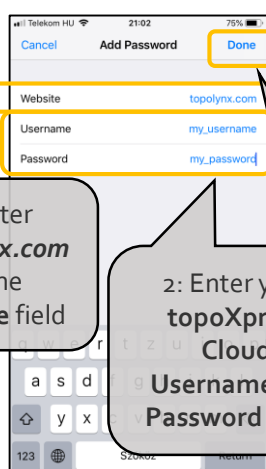 Telekom HU 21:02 75%
Cancel Add Password Done
Website topolynx.com
Username my_username
Password my_password
ter
x.com
ne
e field
2: Enter y
topoXpr
Cloud
Username
Password
q w e r t z u
a s d
y x
123 Szóköz Return